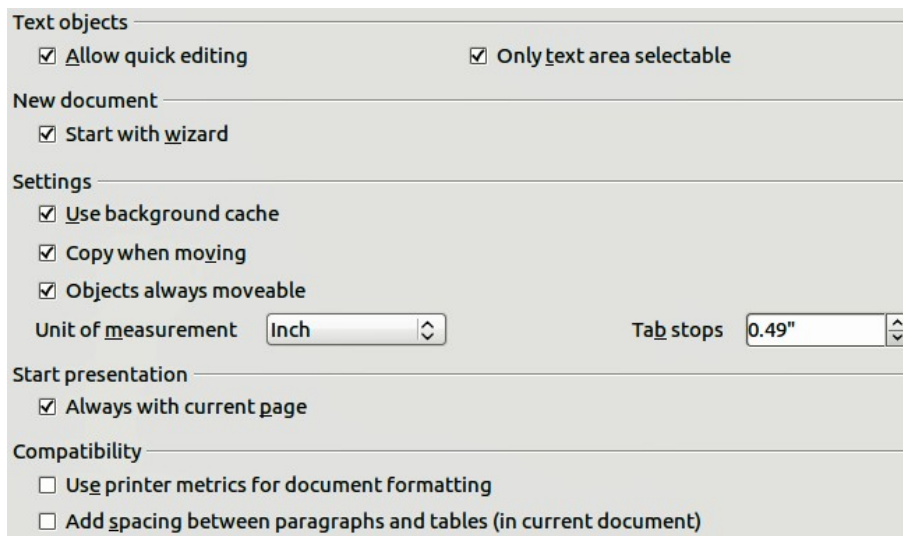 Text objects
Allow quick editing Only text area selectable
New document
Start with wizard
Settings
Use background cache
Copy when moving
Objects always moveable
Unit of measurement Inch Tab stops 0.49"
Start presentation
Always with current page
Compatibility
Use printer metrics for document formatting
Add spacing between paragraphs and tables (in current document)